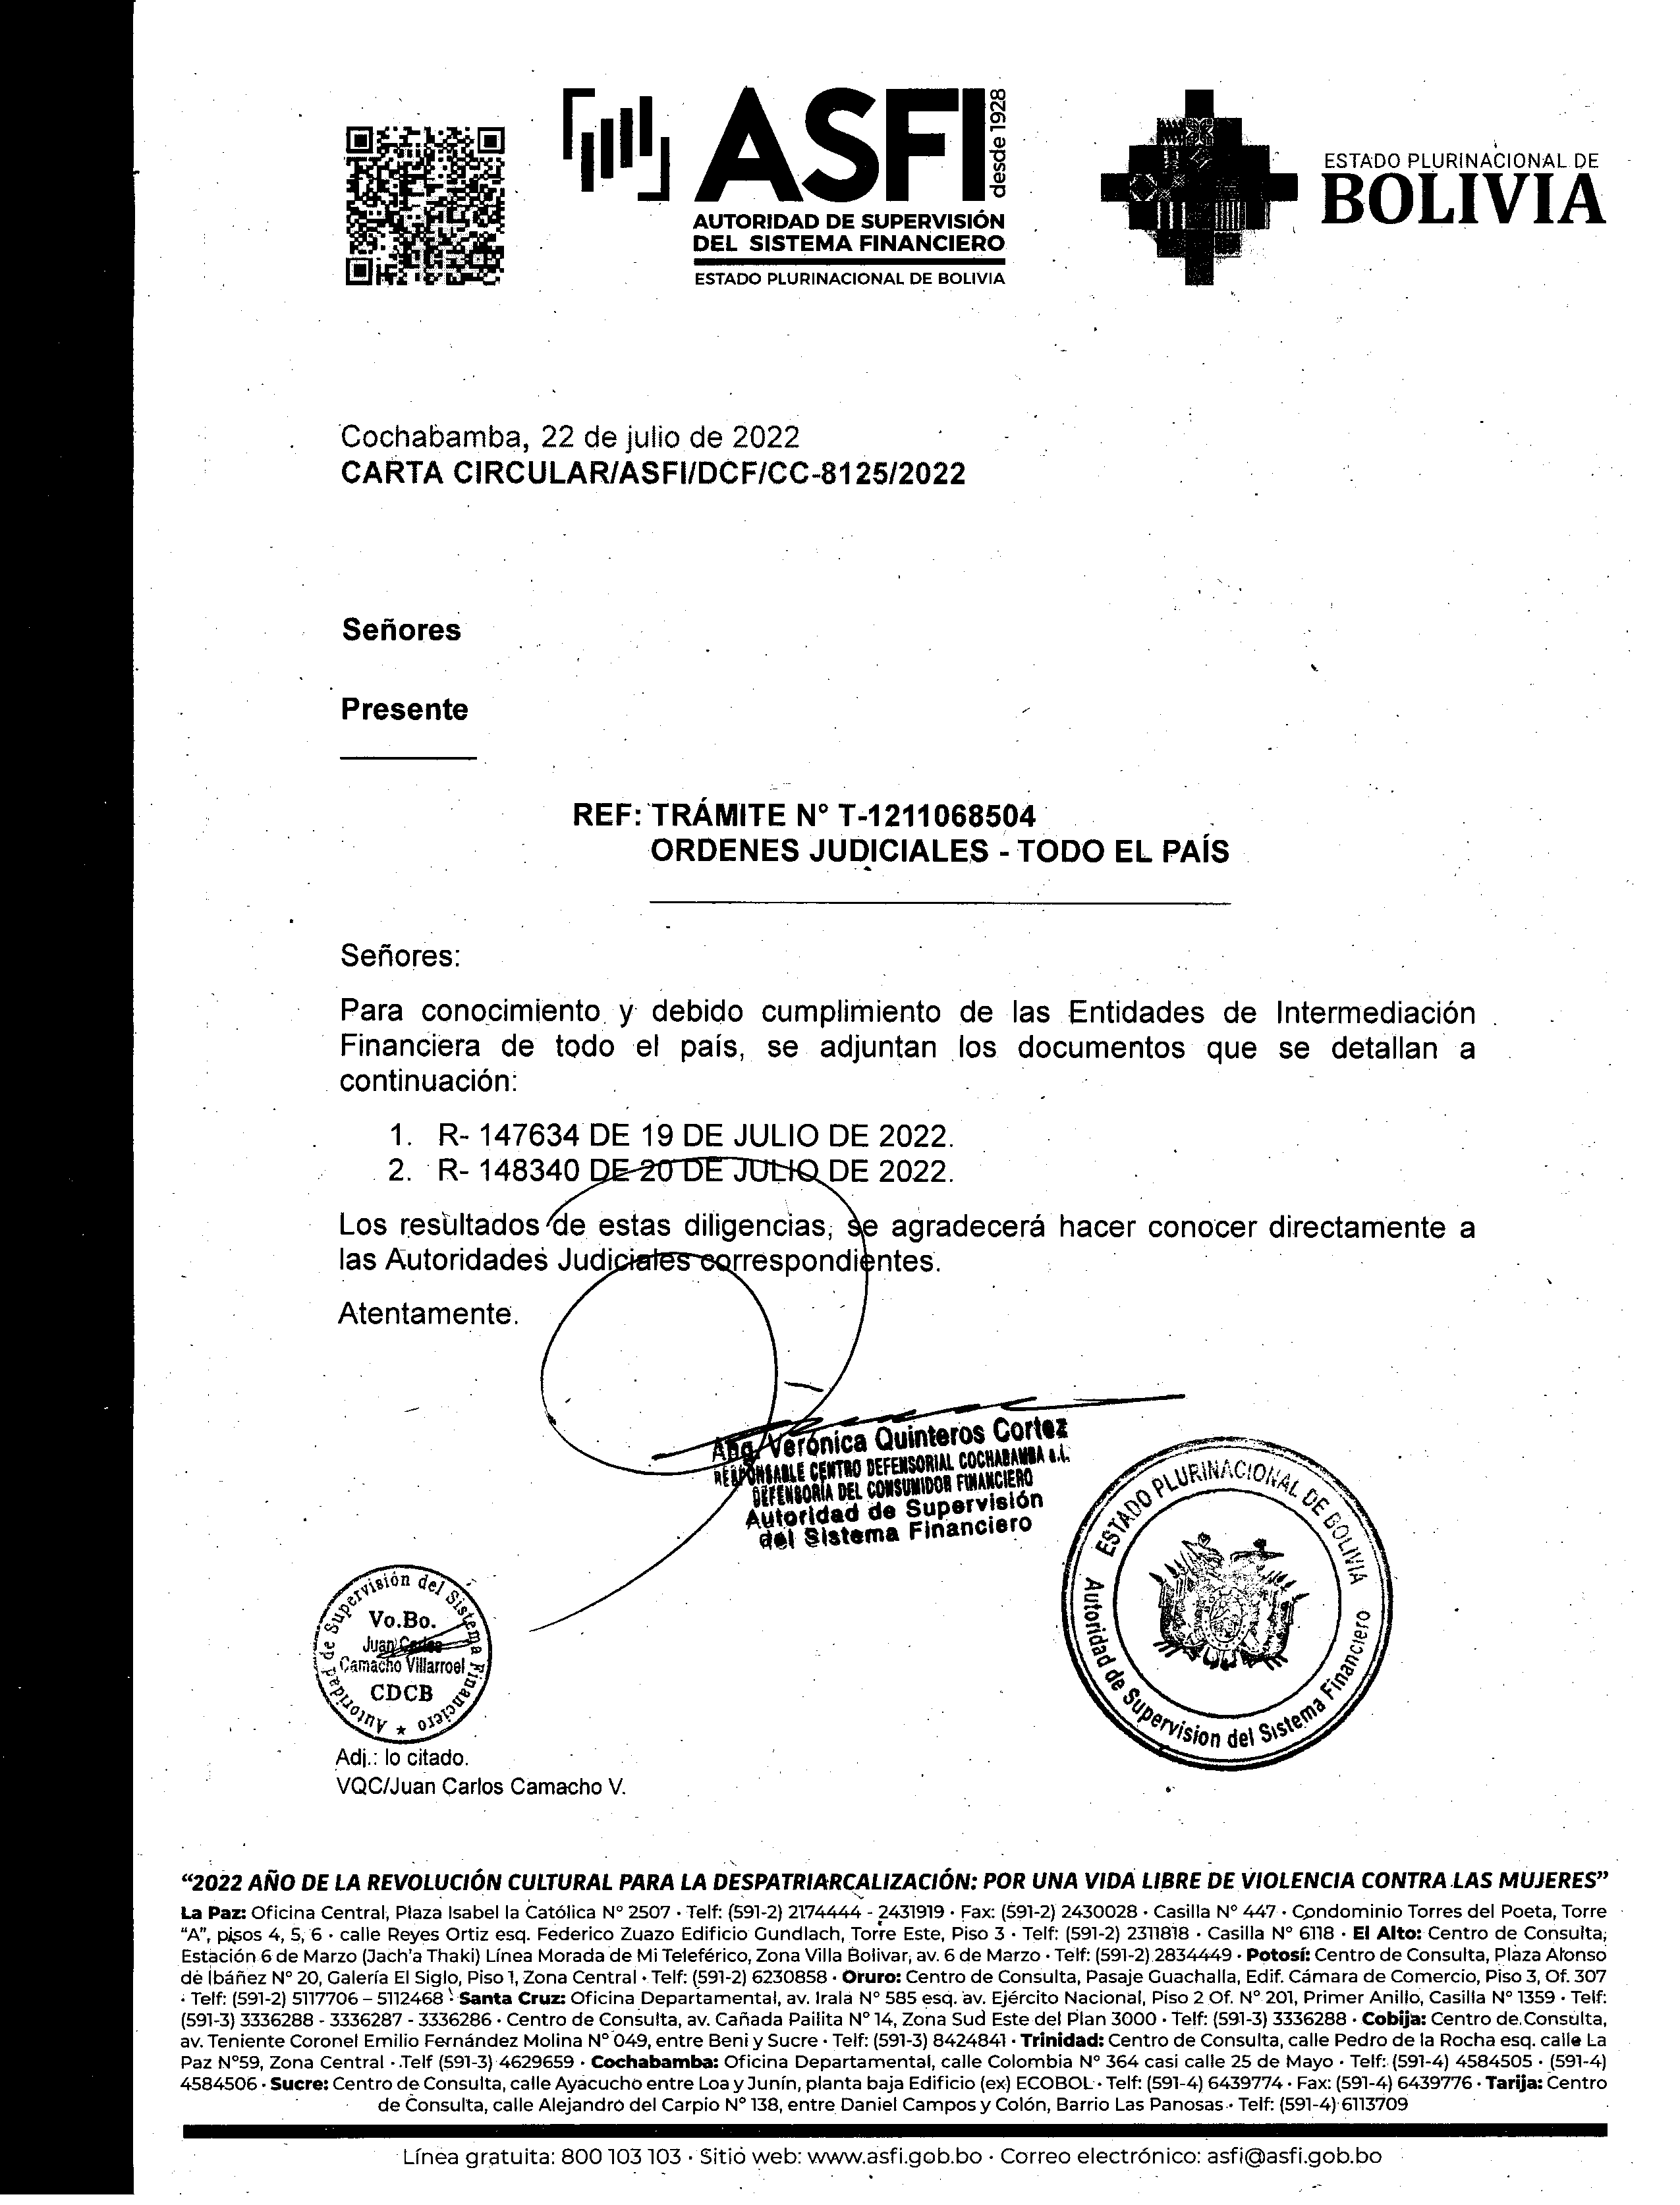 ASFI
desde 1928
AUTORIDAD DE SUPERVISIÓN
DEL SISTEMA FINANCIERO
ESTADO PLURINACIONAL DE BOLIVIA
ESTADO PLURINACIONAL DE
BOLIVIA
Cochabamba, 22 de julio de 2022
CARTA CIRCULAR/ASFI/DCF/CC-8125/2022
Señores
Presente
REF: TRÁMITE N° T-1211068504
ORDENES JUDICIALES - TODO EL PAÍS
Señores:
Para conocimiento y debido cumplimiento de las Entidades de Intermediación
Financiera de todo el país, se adjuntan los documentos que se detallan a
continuación:
1. R- 147634 DE 19 DE JULIO DE 2022.
2. R- 148340 DE 20 DE JULIO DE 2022.
Los resultados de estas diligencias, se agradecerá hacer conocer directamente a
las Autoridades Judiciales correspondientes.
Atentamente.
Abg. Verónica Quinteros Cortez
RESPONSABLE CENTRO DEFENSORIAL COCHABAMBA a.i.
DEFENSORIA DEL CONSUMIDOR FINANCIERO
Autoridad de Supervisión
del Sistema Financiero
ESTADO PLURINACIONAL DE BOLIVIA
Autoridad de Supervision del Sistema Financiero
Autoridad de Supervisión del Sistema Financiero
Vo.Bo.
Juan Carlos
Camacho Villarroel
CDCB
Adj.: lo citado.
VQC/Juan Carlos Camacho V.
“2022 AÑO DE LA REVOLUCIÓN CULTURAL PARA LA DESPATRIARCALIZACIÓN: POR UNA VIDA LIBRE DE VIOLENCIA CONTRA LAS MUJERES”
La Paz: Oficina Central, Plaza Isabel la Católica N° 2507 · Telf: (591-2) 2174444 - 2431919 · Fax: (591-2) 2430028 · Casilla N° 447 · Condominio Torres del Poeta, Torre
“A”, pisos 4, 5, 6 · calle Reyes Ortiz esq. Federico Zuazo Edificio Gundlach, Torre Este, Piso 3 · Telf: (591-2) 2311818 · Casilla N° 6118 · El Alto: Centro de Consulta,
Estación 6 de Marzo (Jach’a Thaki) Línea Morada de Mi Teleférico, Zona Villa Bolivar, av. 6 de Marzo · Telf: (591-2) 2834449 · Potosí: Centro de Consulta, Plaza Alonso
de Ibáñez N° 20, Galería El Siglo, Piso 1, Zona Central · Telf: (591-2) 6230858 · Oruro: Centro de Consulta, Pasaje Guachalla, Edif. Cámara de Comercio, Piso 3, Of. 307
· Telf: (591-2) 5117706 – 5112468 · Santa Cruz: Oficina Departamental, av. Irala N° 585 esq. av. Ejército Nacional, Piso 2 Of. N° 201, Primer Anillo, Casilla N° 1359 · Telf:
(591-3) 3336288 - 3336287 - 3336286 · Centro de Consulta, av. Cañada Pailita N° 14, Zona Sud Este del Plan 3000 · Telf: (591-3) 3336288 · Cobija: Centro de Consulta,
av. Teniente Coronel Emilio Fernández Molina N° 049, entre Beni y Sucre · Telf: (591-3) 8424841 · Trinidad: Centro de Consulta, calle Pedro de la Rocha esq. calle La
Paz N°59, Zona Central · Telf (591-3) 4629659 · Cochabamba: Oficina Departamental, calle Colombia N° 364 casi calle 25 de Mayo · Telf: (591-4) 4584505 · (591-4)
4584506 · Sucre: Centro de Consulta, calle Ayacucho entre Loa y Junín, planta baja Edificio (ex) ECOBOL · Telf: (591-4) 6439774 · Fax: (591-4) 6439776 · Tarija: Centro
de Consulta, calle Alejandro del Carpio N° 138, entre Daniel Campos y Colón, Barrio Las Panosas · Telf: (591-4) 6113709
Línea gratuita: 800 103 103 · Sitio web: www.asfi.gob.bo · Correo electrónico: asfi@asfi.gob.bo